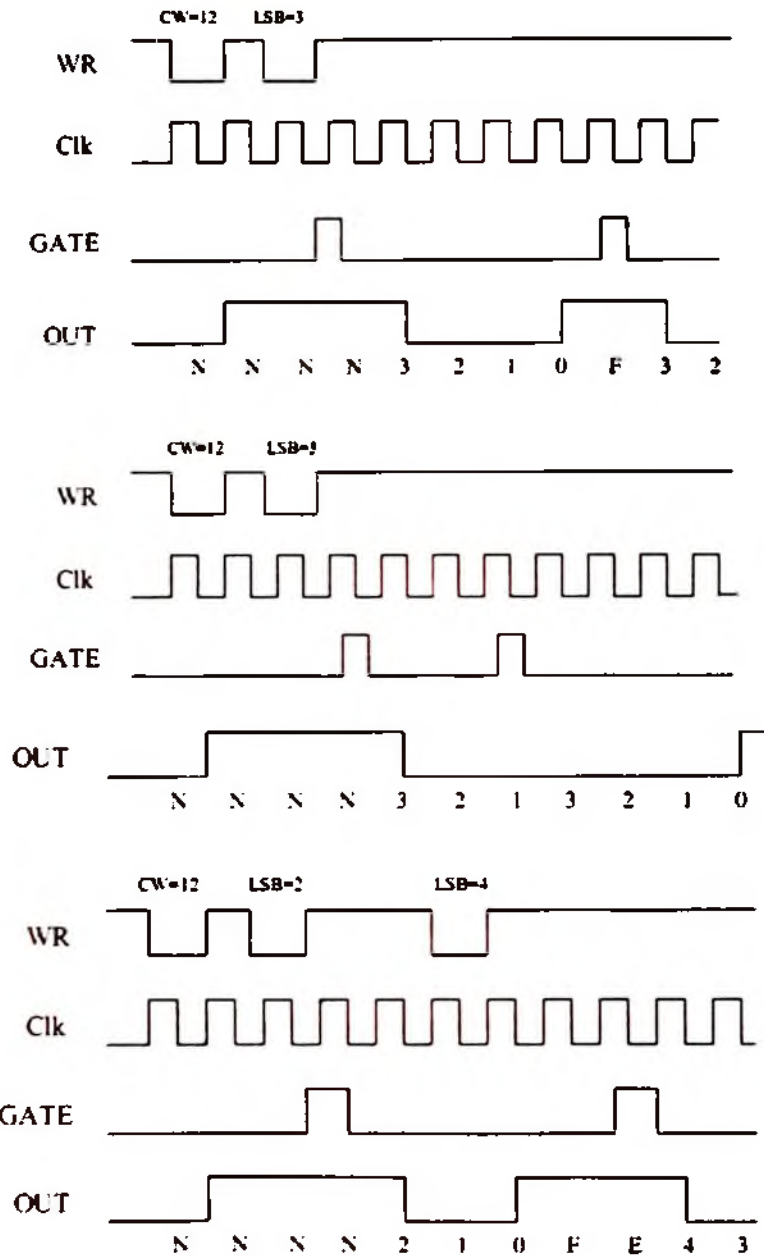 CW=12 LSB=3
WR
Clk
GATE
OUT
N N N N 3 2 1 0 F 3 2
CW=12 LSB=3
WR
Clk
GATE
OUT
N N N N 3 2 1 3 2 1 0
CW=12 LSB=2 LSB=4
WR
Clk
GATE
OUT
N N N N 2 1 0 F E 4 3